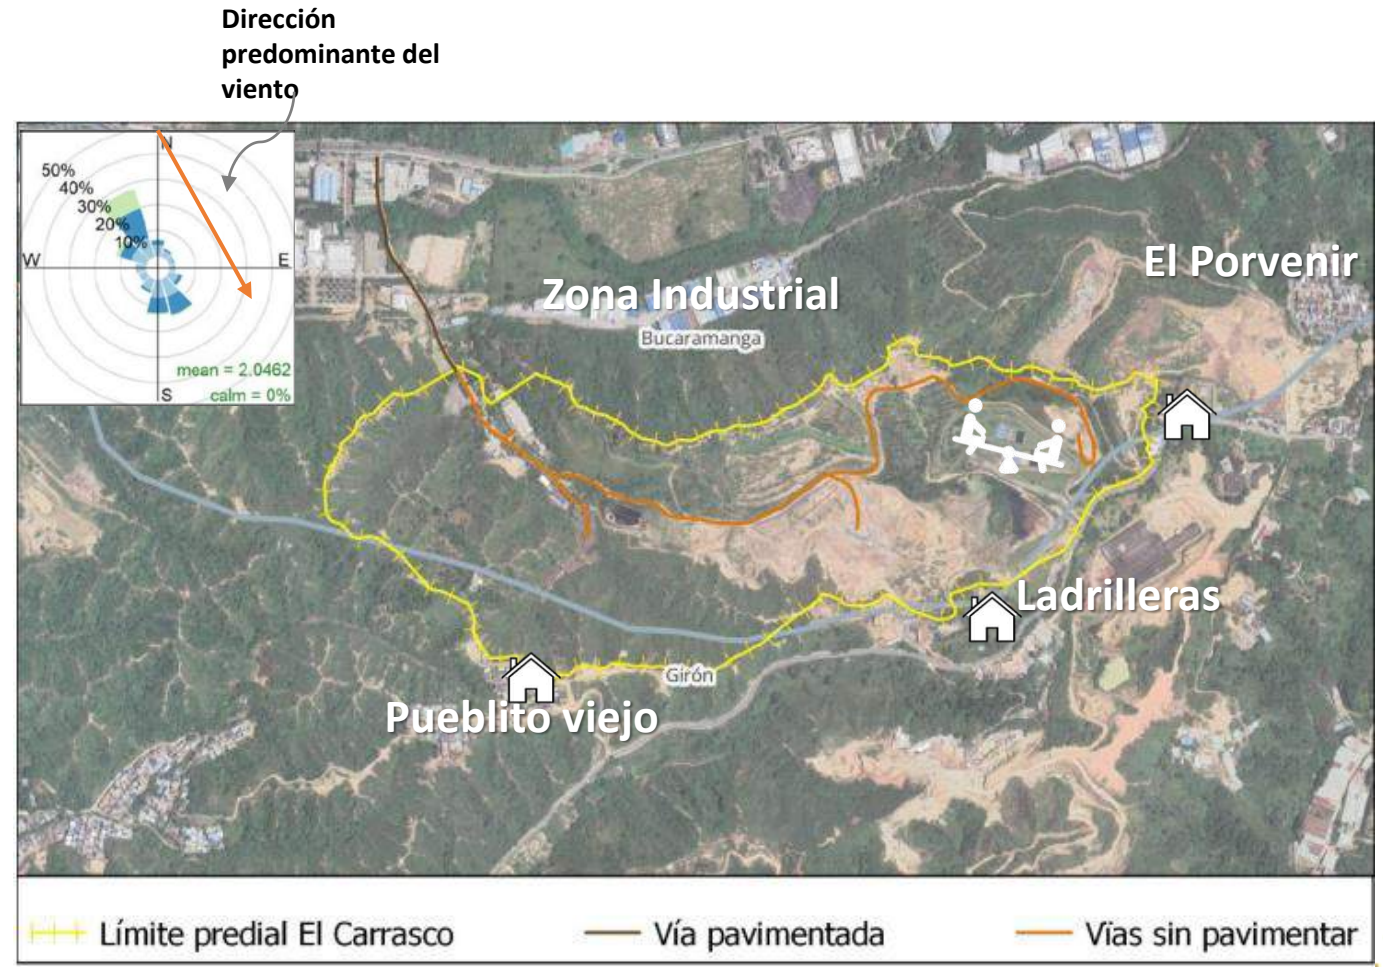 Dirección
predominante del
viento
N
50%
40%
30%
20%
10%
W
E
mean = 2.0462
S
calm = 0%
El Porvenir
Zona Industrial
Bucaramanga
Ladrilleras
Girón
Pueblito viejo
Límite predial El Carrasco
Vía pavimentada
Vías sin pavimentar